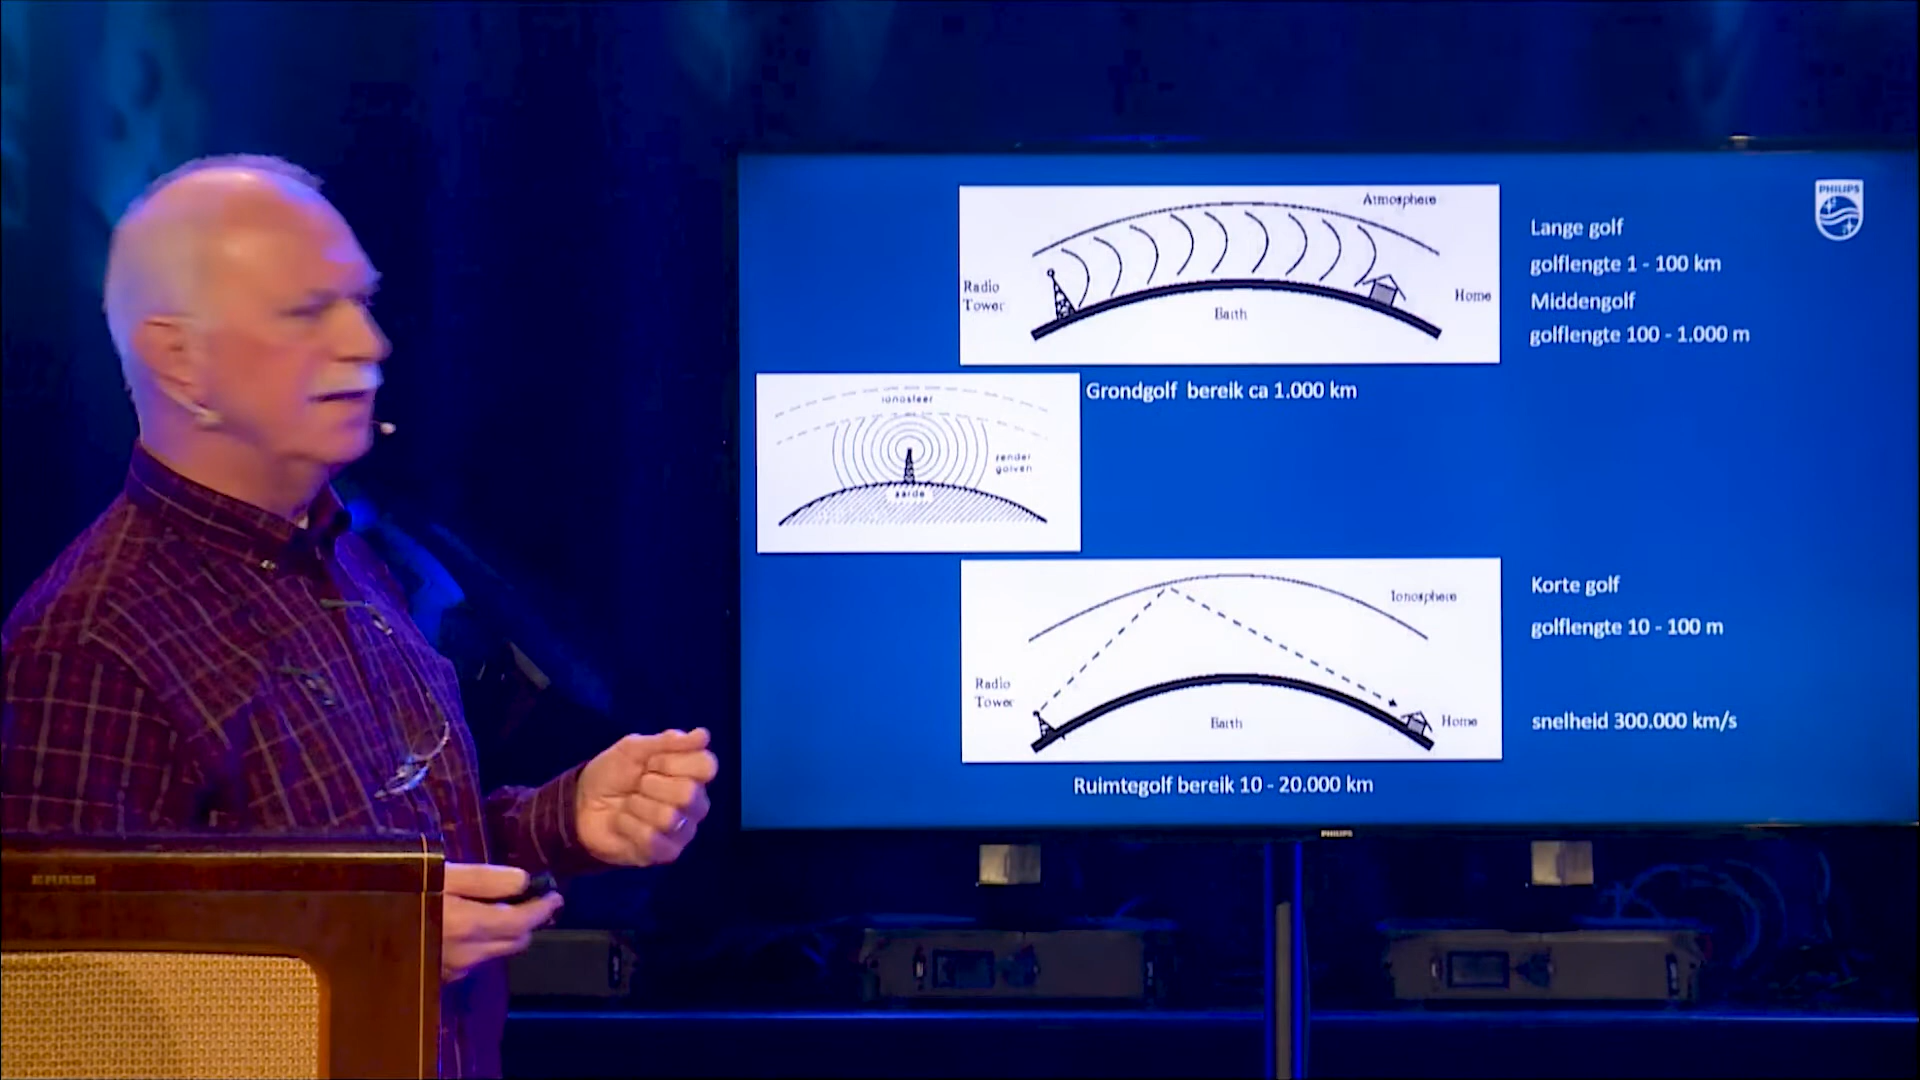 PHILIPS
Atmosphere
Radio
Tower
Home
Earth
Lange golf
golflengte 1 - 100 km
Middengolf
golflengte 100 - 1.000 m
Grondgolf bereik ca 1.000 km
ionosfeer
zender
golven
aarde
Ionosphere
Radio
Tower
Home
Earth
Korte golf
golflengte 10 - 100 m
snelheid 300.000 km/s
Ruimtegolf bereik 10 - 20.000 km
PHILIPS